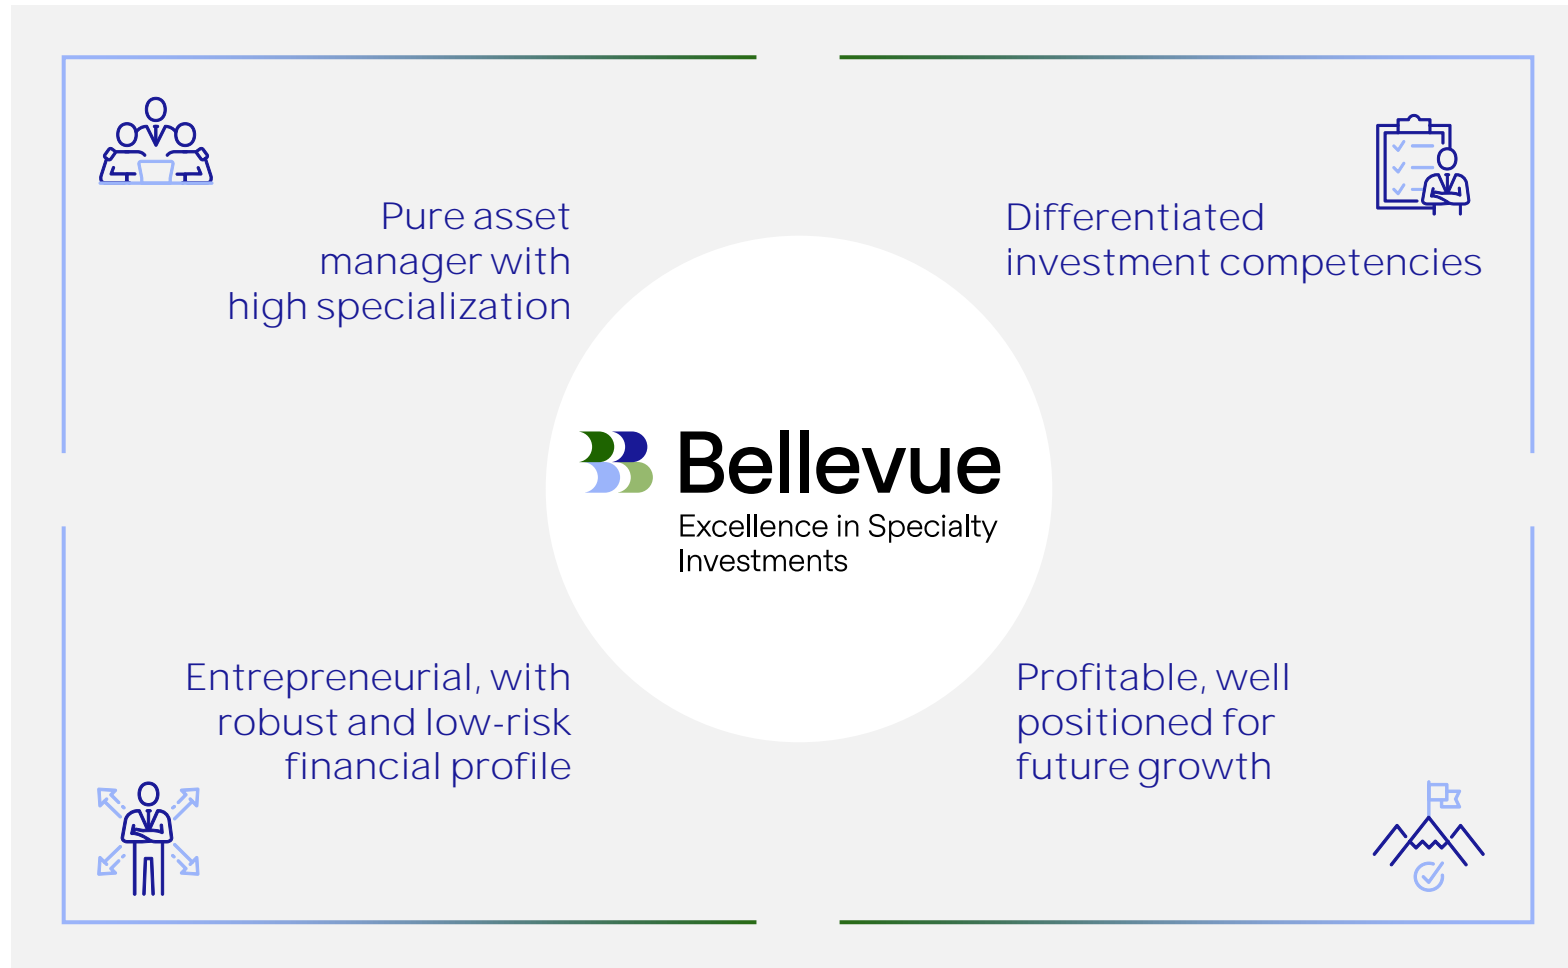 Pure asset
manager with
high specialization
Differentiated
investment competencies
Bellevue
Excellence in Specialty
Investments
Entrepreneurial, with
robust and low-risk
financial profile
Profitable, well
positioned for
future growth